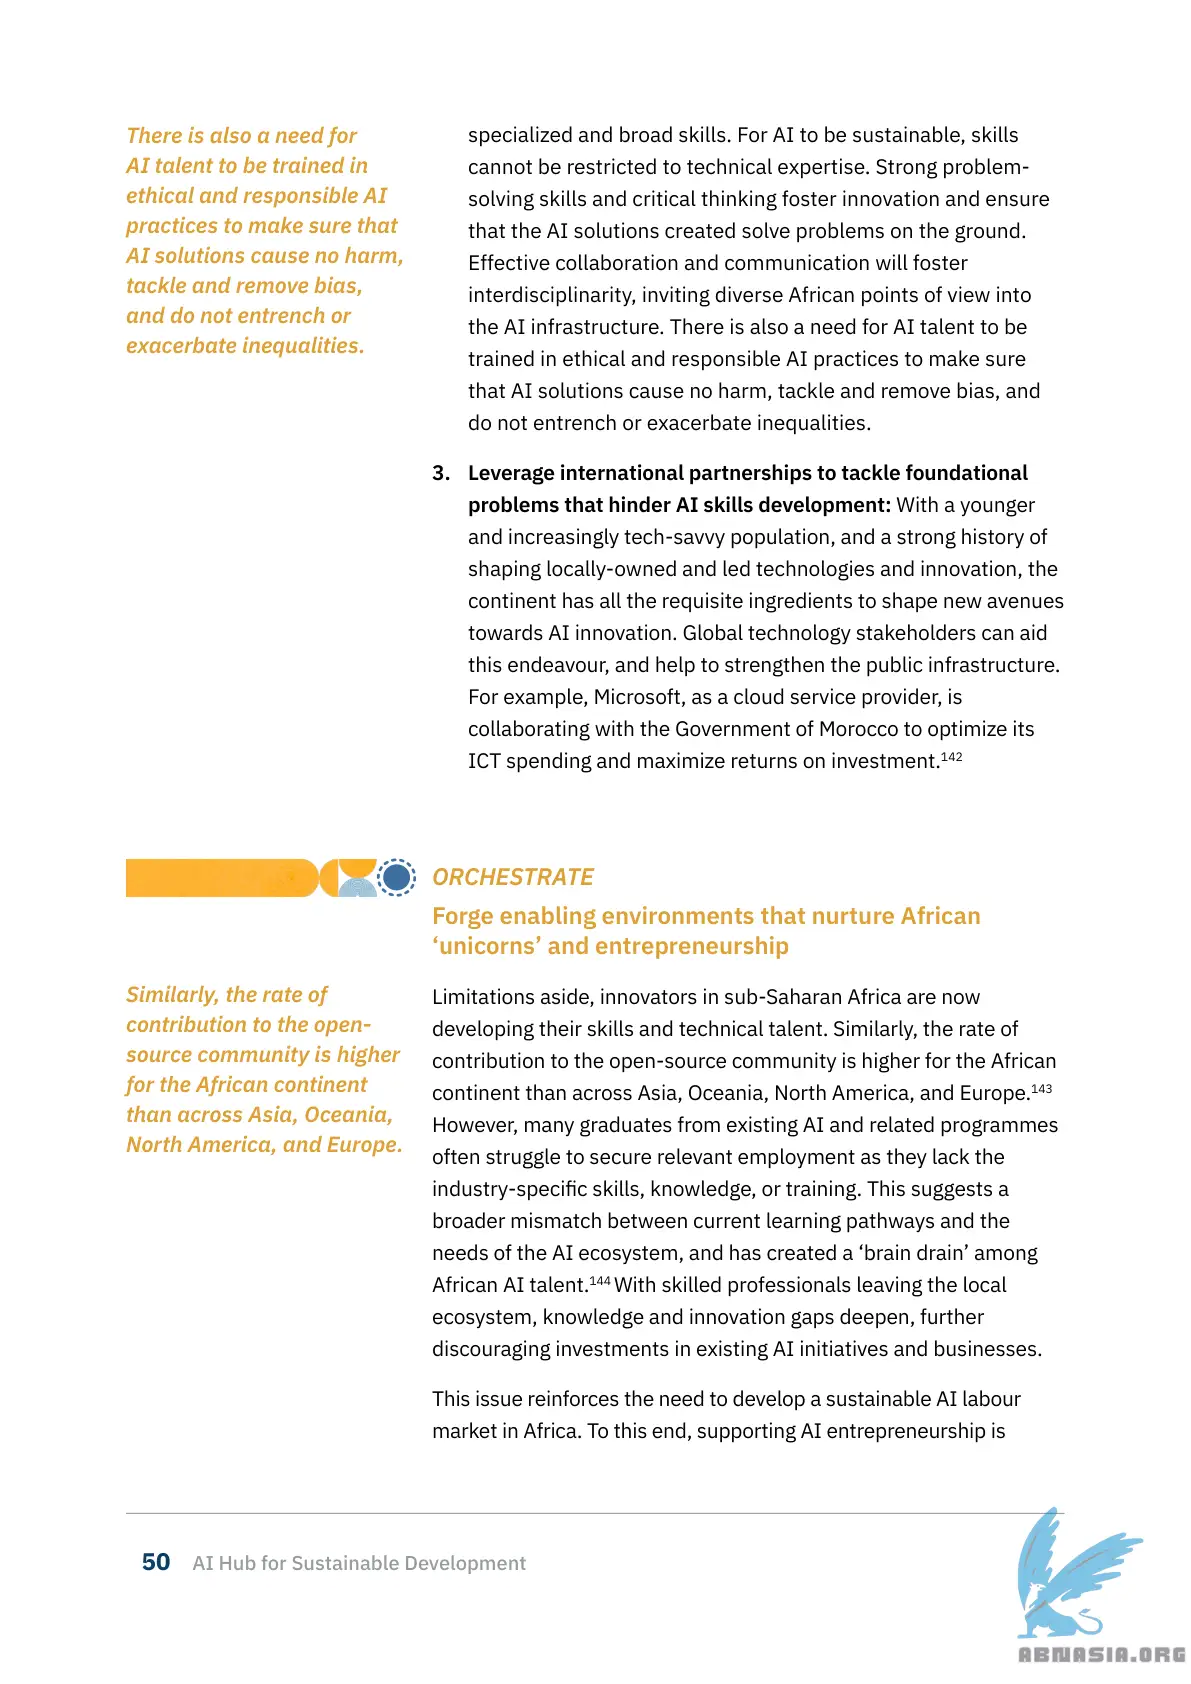 There is also a need for
AI talent to be trained in
ethical and responsible AI
practices to make sure that
AI solutions cause no harm,
tackle and remove bias,
and do not entrench or
exacerbate inequalities.
specialized and broad skills. For AI to be sustainable, skills
cannot be restricted to technical expertise. Strong problem-
solving skills and critical thinking foster innovation and ensure
that the AI solutions created solve problems on the ground.
Effective collaboration and communication will foster
interdisciplinarity, inviting diverse African points of view into
the AI infrastructure. There is also a need for AI talent to be
trained in ethical and responsible AI practices to make sure
that AI solutions cause no harm, tackle and remove bias, and
do not entrench or exacerbate inequalities.
3. Leverage international partnerships to tackle foundational
problems that hinder AI skills development: With a younger
and increasingly tech-savvy population, and a strong history of
shaping locally-owned and led technologies and innovation, the
continent has all the requisite ingredients to shape new avenues
towards AI innovation. Global technology stakeholders can aid
this endeavour, and help to strengthen the public infrastructure.
For example, Microsoft, as a cloud service provider, is
collaborating with the Government of Morocco to optimize its
ICT spending and maximize returns on investment.142
ORCHESTRATE
Forge enabling environments that nurture African
‘unicorns’ and entrepreneurship
Similarly, the rate of
contribution to the open-
source community is higher
for the African continent
than across Asia, Oceania,
North America, and Europe.
Limitations aside, innovators in sub-Saharan Africa are now
developing their skills and technical talent. Similarly, the rate of
contribution to the open-source community is higher for the African
continent than across Asia, Oceania, North America, and Europe.143
However, many graduates from existing AI and related programmes
often struggle to secure relevant employment as they lack the
industry-specific skills, knowledge, or training. This suggests a
broader mismatch between current learning pathways and the
needs of the AI ecosystem, and has created a ‘brain drain’ among
African AI talent.144 With skilled professionals leaving the local
ecosystem, knowledge and innovation gaps deepen, further
discouraging investments in existing AI initiatives and businesses.
This issue reinforces the need to develop a sustainable AI labour
market in Africa. To this end, supporting AI entrepreneurship is
50 AI Hub for Sustainable Development
ABNASIA.ORG